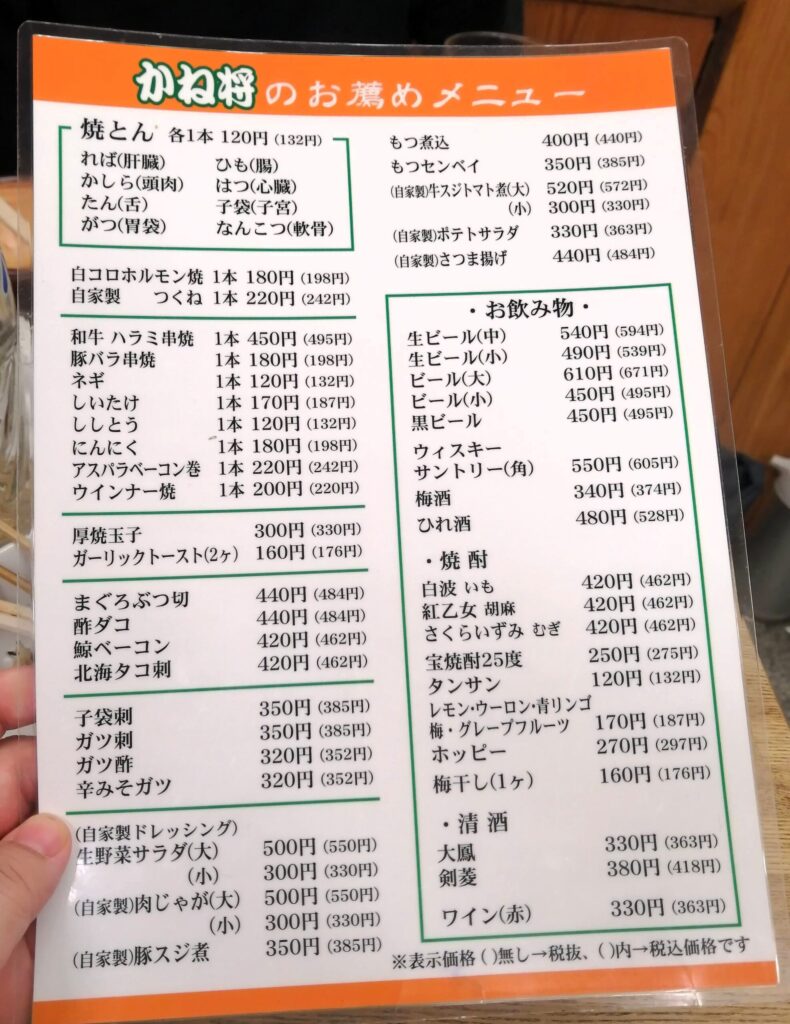 かね将のお薦めメニュー
焼とん 各1本 120円(132円)
れば(肝臓) ひも(腸)
かしら(頭肉) はつ(心臓)
たん(舌) 子袋(子宮)
がつ(胃袋) なんこつ(軟骨)
白コロホルモン焼 1本 180円(198円)
自家製 つくね 1本 220円(242円)
和牛 ハラミ串焼 1本 450円(495円)
豚バラ串焼 1本 180円(198円)
ネギ 1本 120円(132円)
しいたけ 1本 170円(187円)
ししとう 1本 120円(132円)
にんにく 1本 180円(198円)
アスパラベーコン巻 1本 220円(242円)
ウインナー焼 1本 200円(220円)
厚焼玉子 300円(330円)
ガーリックトースト(2ヶ) 160円(176円)
まぐろぶつ切 440円(484円)
酢ダコ 440円(484円)
鯨ベーコン 420円(462円)
北海タコ刺 420円(462円)
子袋刺 350円(385円)
ガツ刺 350円(385円)
ガツ酢 320円(352円)
辛みそガツ 320円(352円)
(自家製ドレッシング)
生野菜サラダ(大) 500円(550円)
(小) 300円(330円)
(自家製)肉じゃが(大) 500円(550円)
(小) 300円(330円)
(自家製)豚スジ煮 350円(385円)
もつ煮込 400円(440円)
もつセンベイ 350円(385円)
(自家製)牛スジトマト煮(大) 520円(572円)
(小) 300円(330円)
(自家製)ポテトサラダ 330円(363円)
(自家製)さつま揚げ 440円(484円)
・お飲み物・
生ビール(中) 540円(594円)
生ビール(小) 490円(539円)
ビール(大) 610円(671円)
ビール(小) 450円(495円)
黒ビール 450円(495円)
ウィスキー
サントリー(角) 550円(605円)
梅酒 340円(374円)
ひれ酒 480円(528円)
・焼酎
白波 いも 420円(462円)
紅乙女 胡麻 420円(462円)
さくらいずみ むぎ 420円(462円)
宝焼酎25度 250円(275円)
タンサン 120円(132円)
レモン・ウーロン・青リンゴ
梅・グレープフルーツ 170円(187円)
ホッピー 270円(297円)
梅干し(1ヶ) 160円(176円)
・清酒
大鳳 330円(363円)
剣菱 380円(418円)
ワイン(赤) 330円(363円)
※表示価格( )無し→税抜、( )内→税込価格です